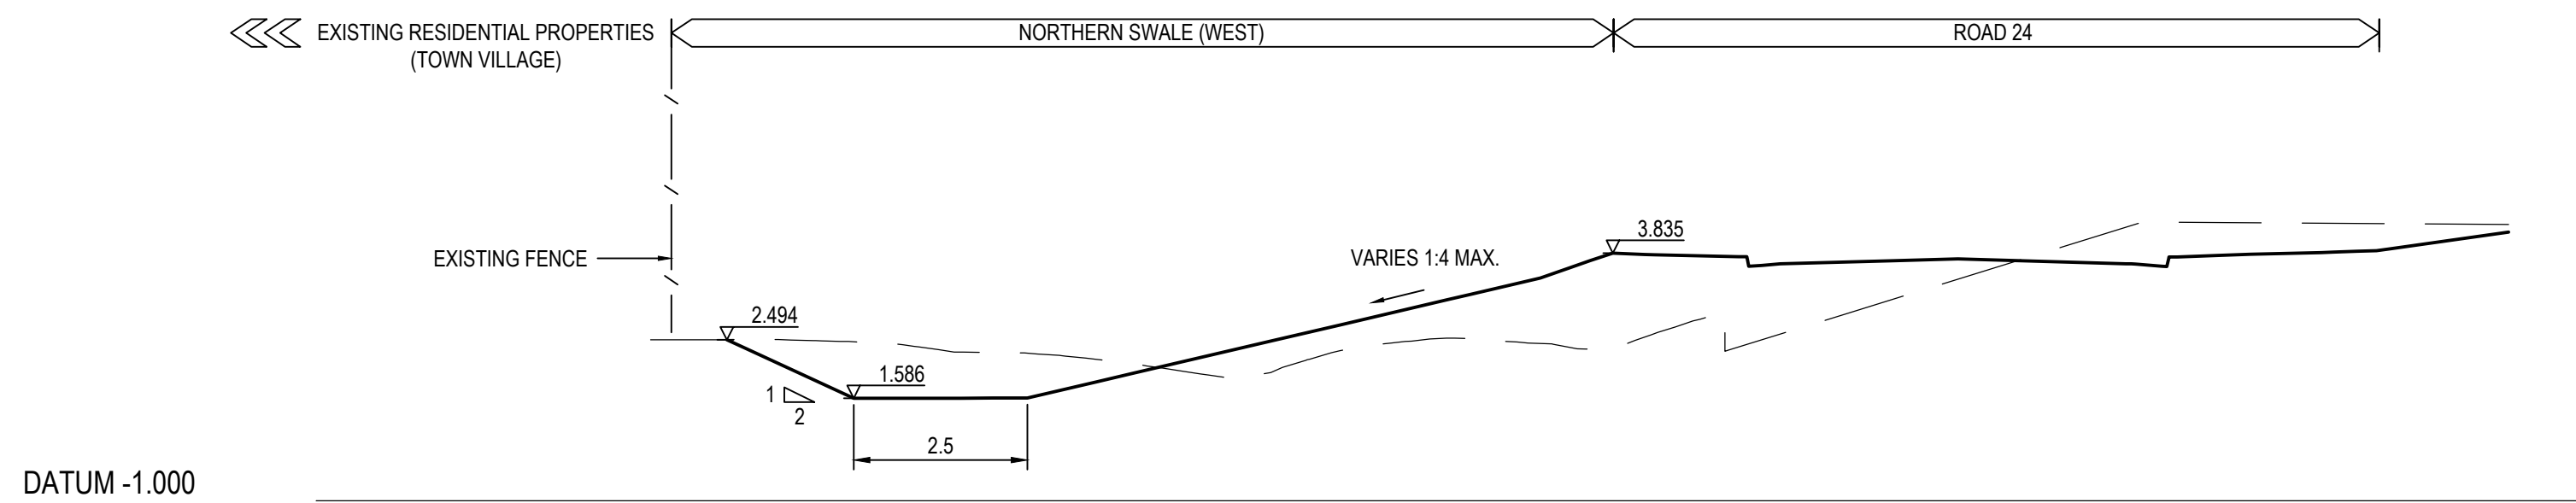 EXISTING RESIDENTIAL PROPERTIES
(TOWN VILLAGE)
NORTHERN SWALE (WEST)
ROAD 24
3.835
EXISTING FENCE
VARIES 1:4 MAX.
2.494
1.586
1
2
2.5
DATUM -1.000